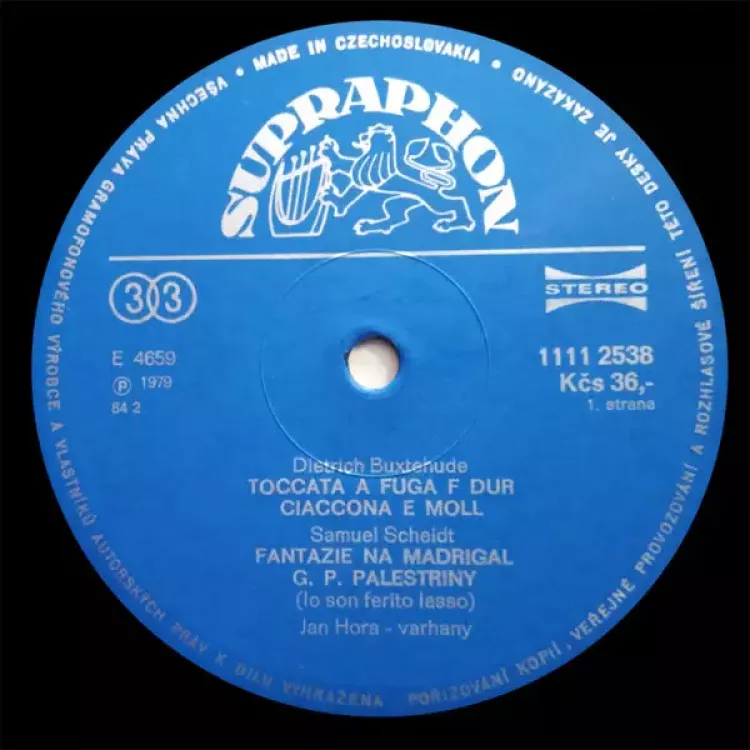 VŠECHNA PRÁVA GRAMOFONOVÉHO VÝROBCE A VLASTNÍKŮ AUTORSKÝCH PRÁV K DÍLU VYHRAŽENA
POŘIZOVÁNÍ KOPIÍ, VEŘEJNÉ PROVOZOVÁNÍ A ROZHLASOVÉ ŠÍŘENÍ TÉTO DESKY JE ZAKÁZÁNO
• MADE IN CZECHOSLOVAKIA •
SUPRAPHON
33
STEREO
E 4659
1111 2538
Ⓟ 1979
Kčs 36,-
84 2
1. strana
Dietrich Buxtehude
TOCCATA A FUGA F DUR
CIACCONA E MOLL
Samuel Scheidt
FANTAZIE NA MADRIGAL
G. P. PALESTRINY
(Io son ferito lasso)
Jan Hora - varhany